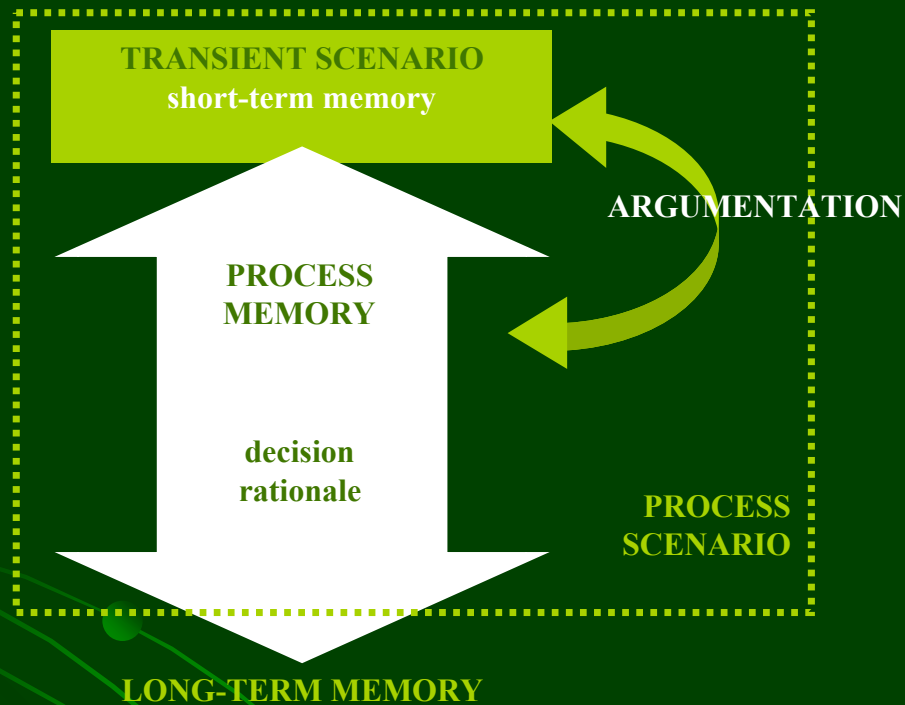 TRANSIENT SCENARIO
short-term memory
ARGUMENTATION
PROCESS
MEMORY
decision
rationale
PROCESS
SCENARIO
LONG-TERM MEMORY